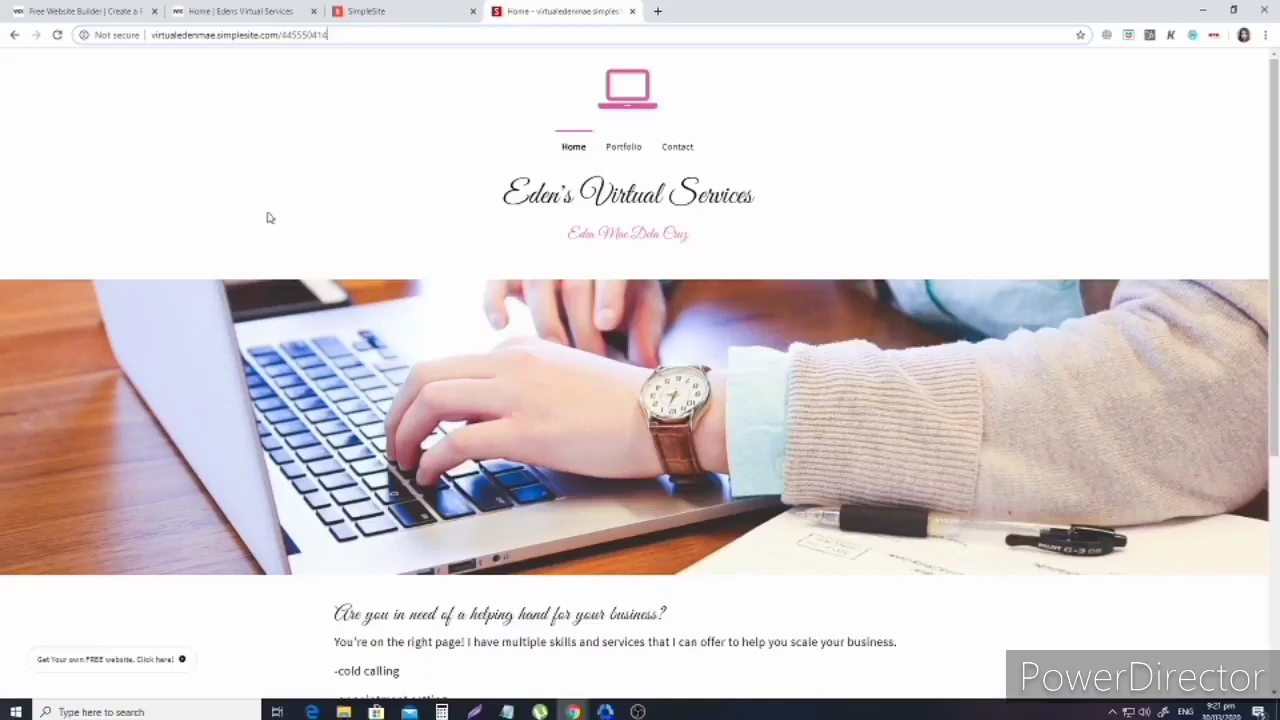 Free Website Builder | Create a F
Home | Edens Virtual Services
SimpleSite
Home - virtualedenmae.simples
Not secure
virtualedenmae.simplesite.com/445550414
Home
Portfolio
Contact
Eden's Virtual Services
Eden Mae Dela Cruz
PILOT G-2 05
Are you in need of a helping hand for your business?
You're on the right page! I have multiple skills and services that I can offer to help you scale your business.
-cold calling
Get Your own FREE website. Click here!
PowerDirector
Type here to search
ENG
9:21 pm